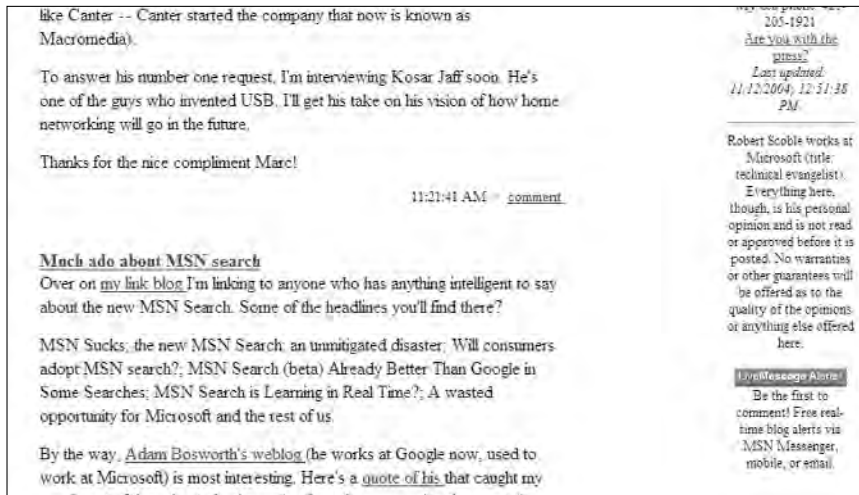 like Canter -- Canter started the company that now is known as
Macromedia).
To answer his number one request, I'm interviewing Kosar Jaff soon. He's
one of the guys who invented USB. I'll get his take on his vision of how home
networking will go in the future.
Thanks for the nice compliment Marc!
11:21:41 AM comment
Much ado about MSN search
Over on my link blog I'm linking to anyone who has anything intelligent to say
about the new MSN Search. Some of the headlines you'll find there?
MSN Sucks; the new MSN Search: an unmitigated disaster; Will consumers
adopt MSN search?; MSN Search (beta) Already Better Than Google in
Some Searches; MSN Search is Learning in Real Time?; A wasted
opportunity for Microsoft and the rest of us.
By the way, Adam Bosworth's weblog (he works at Google now, used to
work at Microsoft) is most interesting. Here's a quote of his that caught my
205-1921
Are you with the
press?
Last updated:
11/12/2004; 12:51:38
PM.
Robert Scoble works at
Microsoft (title:
technical evangelist).
Everything here,
though, is his personal
opinion and is not read
or approved before it is
posted. No warranties
or other guarantees will
be offered as to the
quality of the opinions
or anything else offered
here.
LiveMessage Alerts
Be the first to
comment! Free real-
time blog alerts via
MSN Messenger,
mobile, or email.